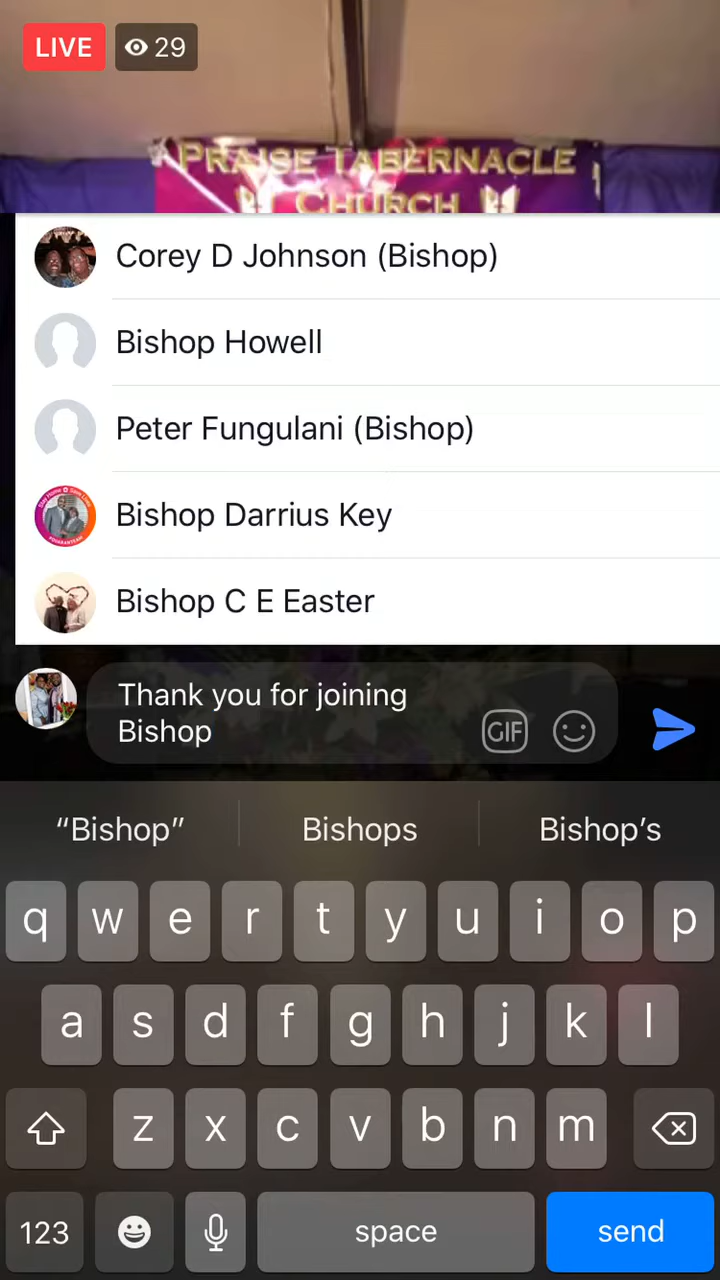 LIVE 29
PRAISE TABERNACLE
CHURCH
Corey D Johnson (Bishop)
Bishop Howell
Peter Fungulani (Bishop)
Bishop Darrius Key
Bishop C E Easter
Thank you for joining
Bishop
GIF
“Bishop” Bishops Bishop’s
q w e r t y u i o p
a s d f g h j k l
z x c v b n m
123 space send